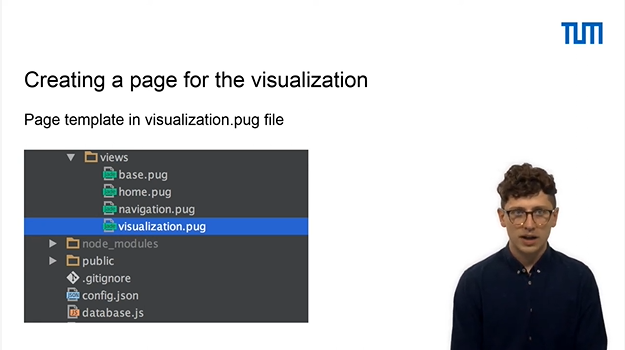 TUM
Creating a page for the visualization
Page template in visualization.pug file
views
base.pug
home.pug
navigation.pug
visualization.pug
node_modules
public
.gitignore
config.json
database.js